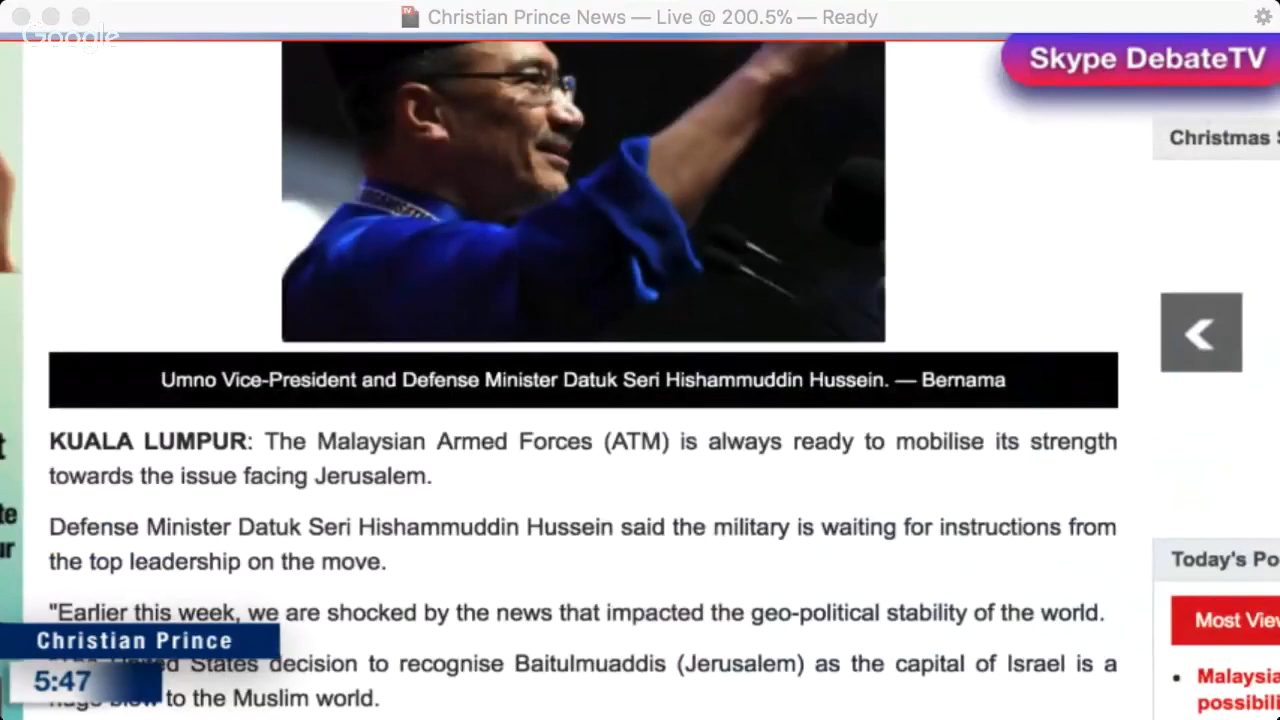 Christian Prince News — Live @ 200.5% — Ready
Google
Skype DebateTV
Christmas
Umno Vice-President and Defense Minister Datuk Seri Hishammuddin Hussein. — Bernama
KUALA LUMPUR: The Malaysian Armed Forces (ATM) is always ready to mobilise its strength
towards the issue facing Jerusalem.
Defense Minister Datuk Seri Hishammuddin Hussein said the military is waiting for instructions from
the top leadership on the move.
Today's Po
"Earlier this week, we are shocked by the news that impacted the geo-political stability of the world.
Most Vie
Christian Prince
States decision to recognise Baitulmuaddis (Jerusalem) as the capital of Israel is a
Malaysia
5:47
to the Muslim world.
possibili